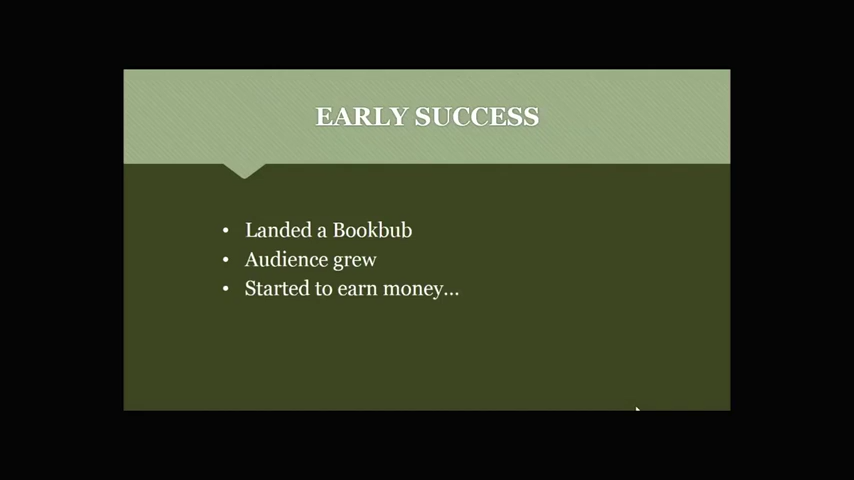 EARLY SUCCESS
• Landed a Bookbub
• Audience grew
• Started to earn money...